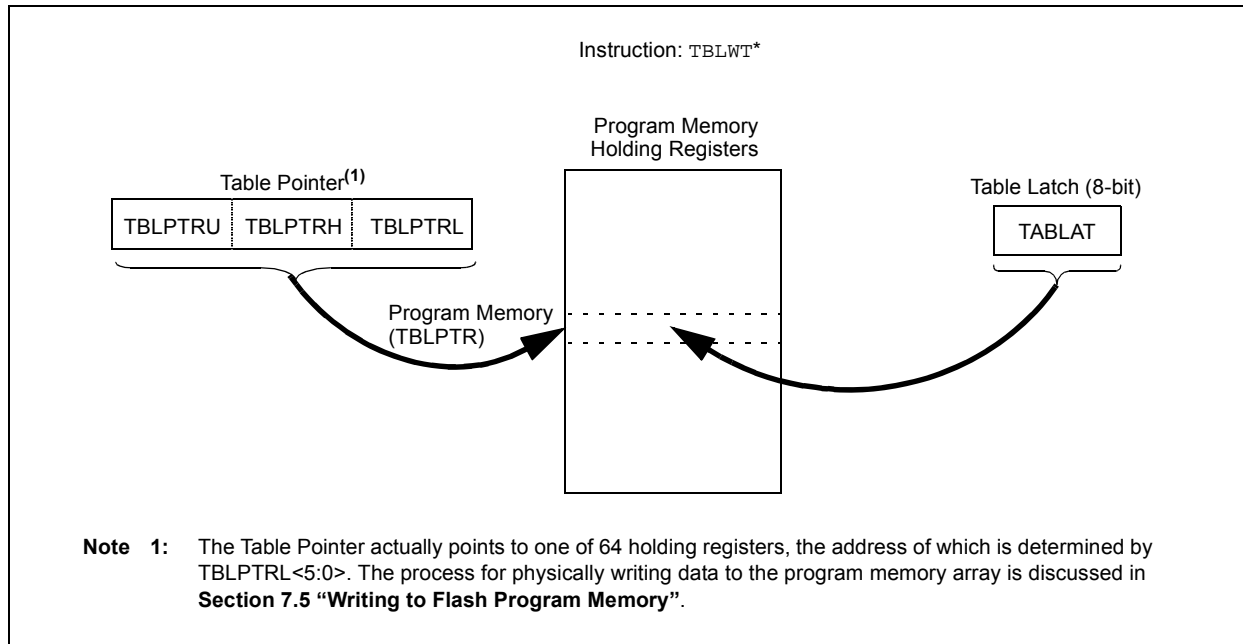 Instruction: TBLWT*
Program Memory
Holding Registers
Table Pointer(1)
Table Latch (8-bit)
TBLPTRU TBLPTRH TBLPTRL
TABLAT
Program Memory
(TBLPTR)
Note 1: The Table Pointer actually points to one of 64 holding registers, the address of which is determined by
TBLPTRL<5:0>. The process for physically writing data to the program memory array is discussed in
Section 7.5 “Writing to Flash Program Memory”.